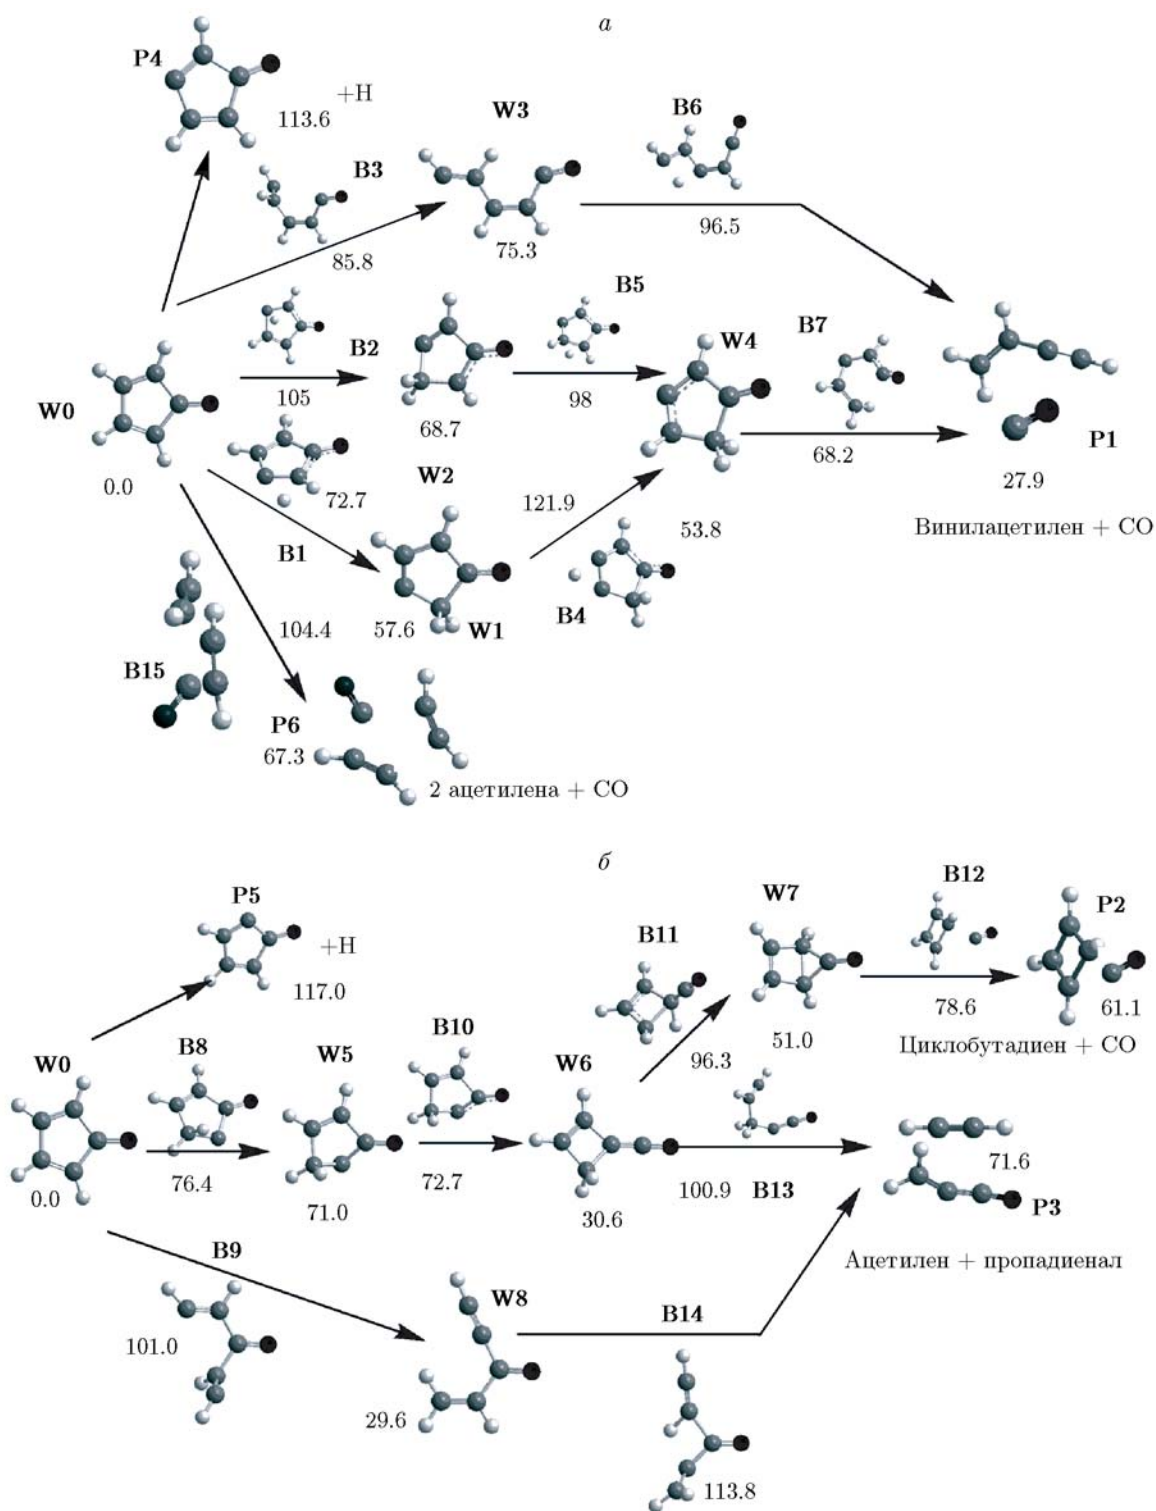 а
P4
+H
113.6
W3
B6
B3
96.5
85.8
75.3
B5
B2
W4
B7
W0
105
98
68.7
68.2
P1
0.0
72.7
W2
121.9
53.8
27.9
Винилацетилен + CO
B1
B4
57.6
W1
104.4
B15
P6
67.3
2 ацетилена + CO
б
P5
+H
117.0
W7
B12
P2
B11
B10
W0
B8
W5
W6
51.0
78.6
61.1
Циклобутадиен + CO
96.3
B13
76.4
72.7
100.9
71.6
0.0
71.0
30.6
P3
B9
Ацетилен + пропадиенал
W8
B14
101.0
29.6
113.8